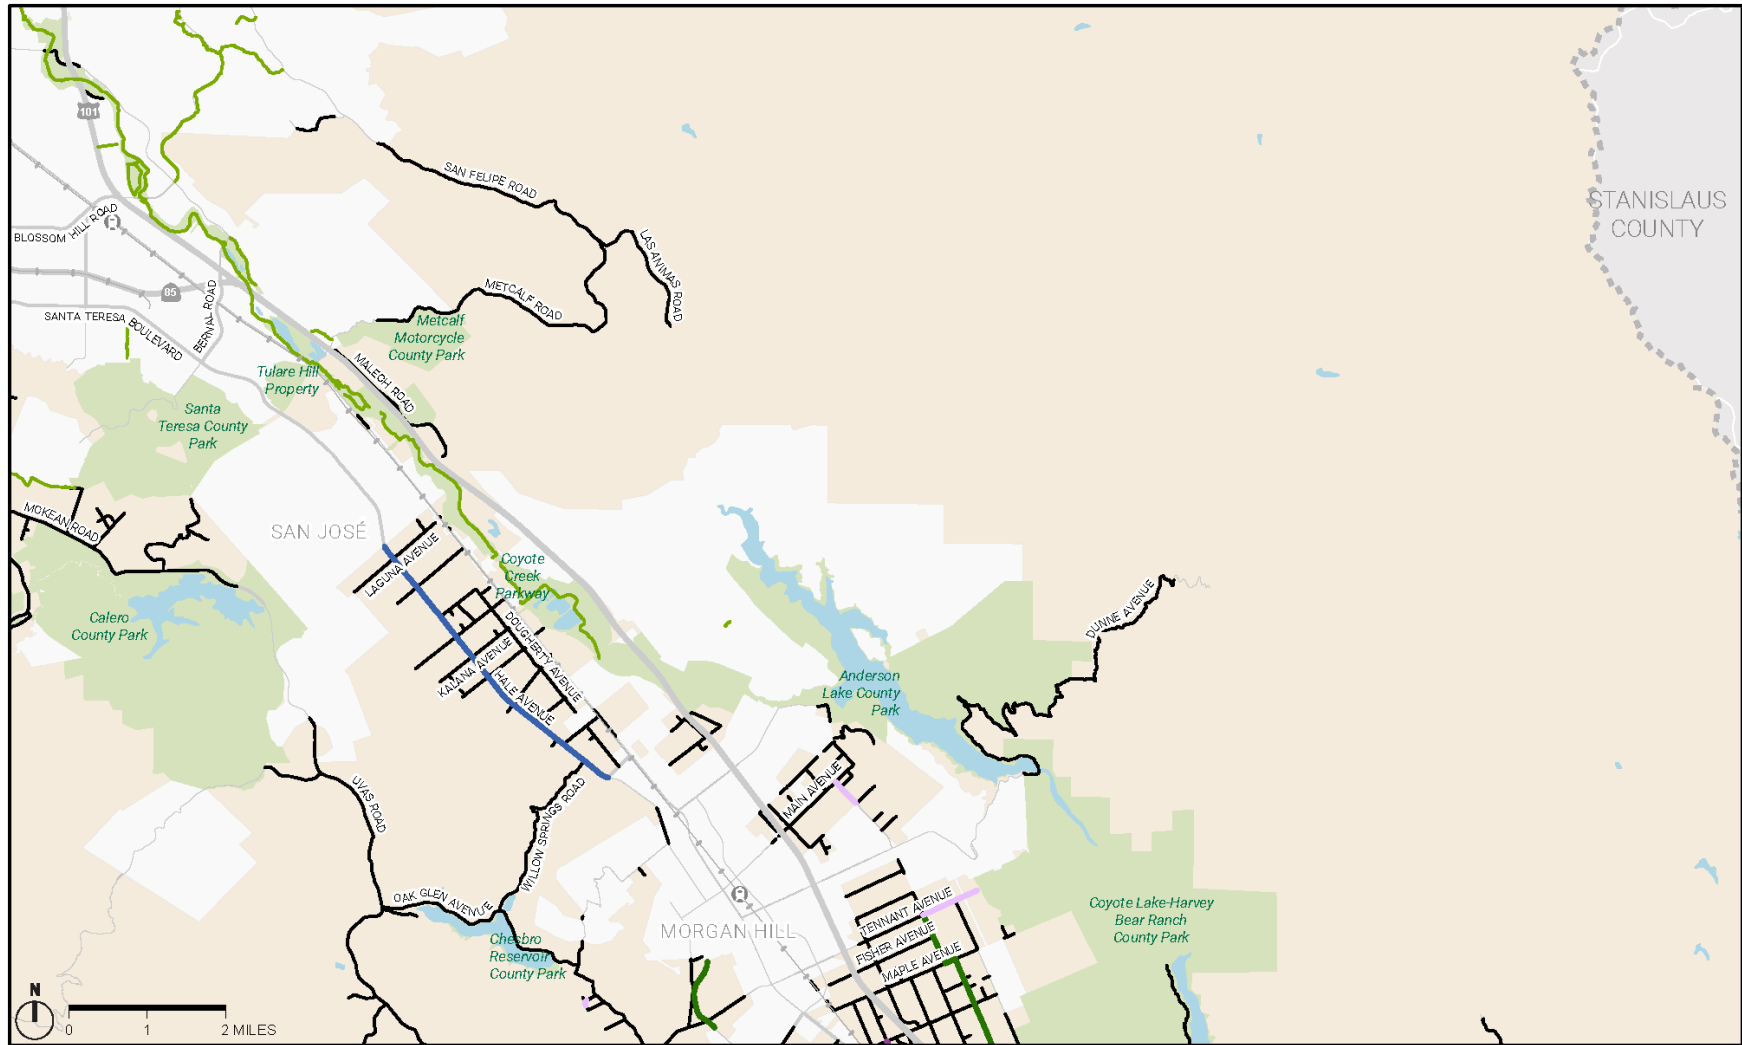 101
SAN FELIPE ROAD
STANISLAUS
COUNTY
BLOSSOM HILL ROAD
LAS ANIMAS ROAD
85
BERNAL ROAD
METCALF ROAD
SANTA TERESA BOULEVARD
Metcalf
Motorcycle
County Park
MALECH ROAD
Tulare Hill
Property
Santa
Teresa County
Park
MCKEAN ROAD
SAN JOSÉ
LAGUNA AVENUE
Coyote
Creek
Parkway
DUNNE AVENUE
Calero
County Park
DOUGHERTY AVENUE
KALANA AVENUE
HALE AVENUE
Anderson
Lake County
Park
UVAS ROAD
WILLOW SPRINGS ROAD
MAIN AVENUE
OAK GLEN AVENUE
TENNANT AVENUE
Coyote Lake-Harvey
Bear Ranch
County Park
MORGAN HILL
FISHER AVENUE
MAPLE AVENUE
Chesbro
Reservoir
County Park
N
0 1 2 MILES